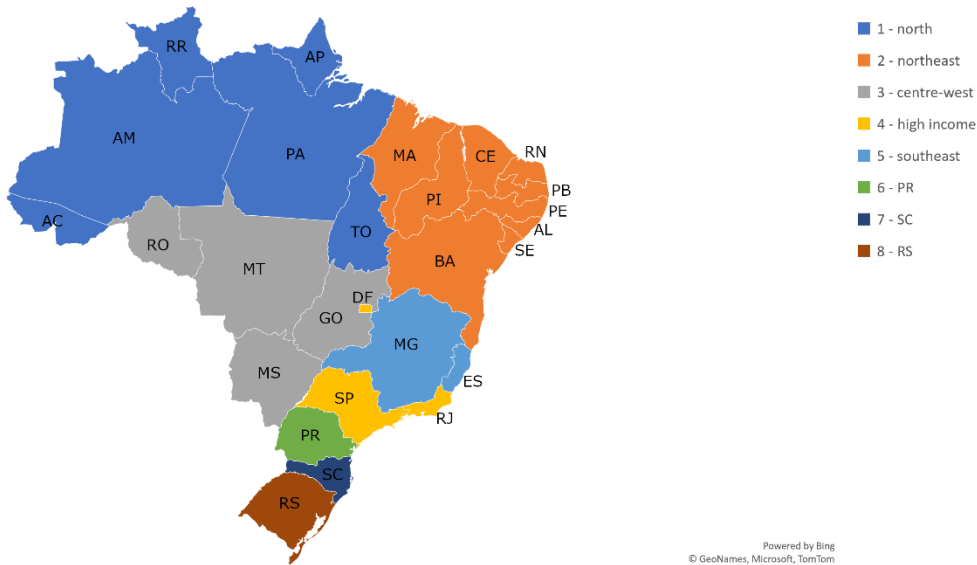 RR
AP
AM
PA
MA
CE
RN
PB
PI
PE
AC
AL
TO
RO
SE
BA
MT
DF
GO
MG
MS
ES
SP
RJ
PR
SC
RS
1 - north
2 - northeast
3 - centre-west
4 - high income
5 - southeast
6 - PR
7 - SC
8 - RS
Powered by Bing
© GeoNames, Microsoft, TomTom